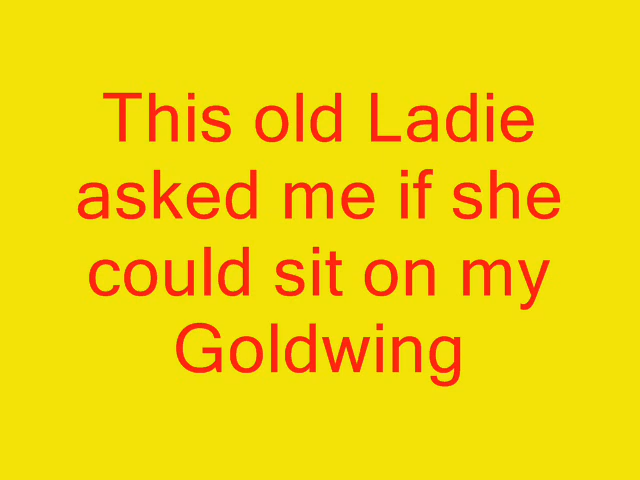 This old Ladie
asked me if she
could sit on my
Goldwing